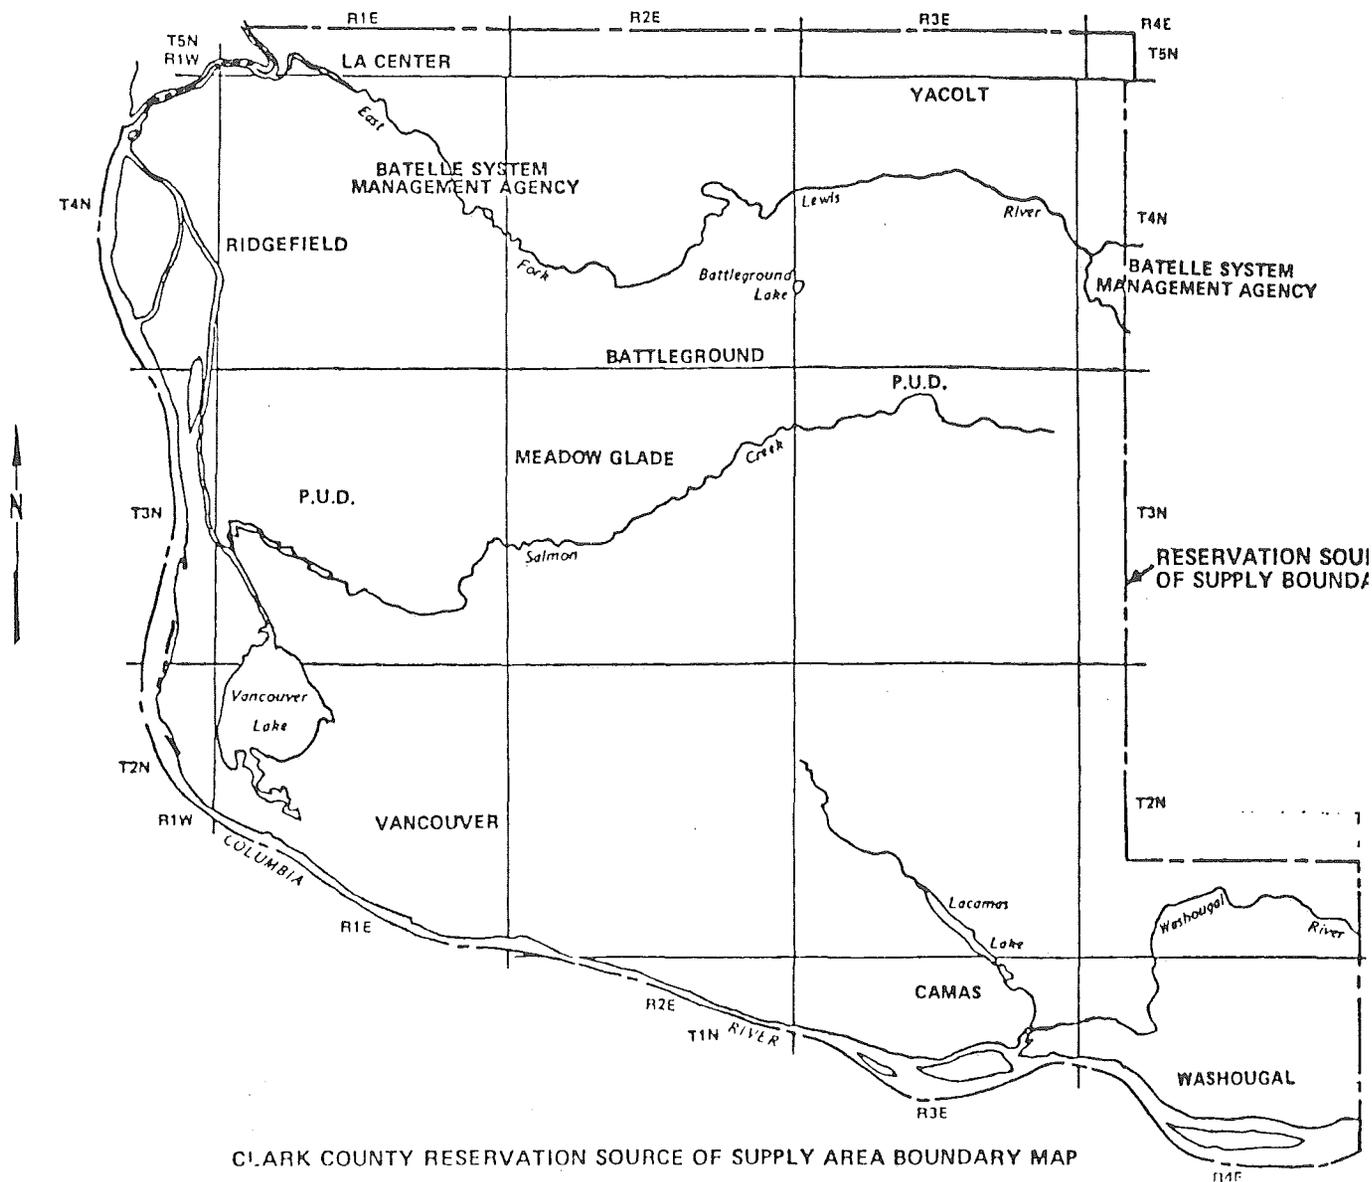 R1E
R2E
R3E
R4E
T5N
R1W
T5N
LA CENTER
YACOLT
East
BATELLE SYSTEM
MANAGEMENT AGENCY
T4N
Lewis
River
T4N
RIDGEFIELD
Fork
Battleground
Lake
BATELLE SYSTEM
MANAGEMENT AGENCY
BATTLEGROUND
P.U.D.
MEADOW GLADE
Creek
P.U.D.
N
T3N
Salmon
T3N
RESERVATION SOU
OF SUPPLY BOUND
Vancouver
Lake
T2N
T2N
R1W
VANCOUVER
COLUMBIA
Lacamas
Lake
Washougal
River
R1E
CAMAS
R2E
T1N
RIVER
WASHOUGAL
R3E
CLARK COUNTY RESERVATION SOURCE OF SUPPLY AREA BOUNDARY MAP
R4E